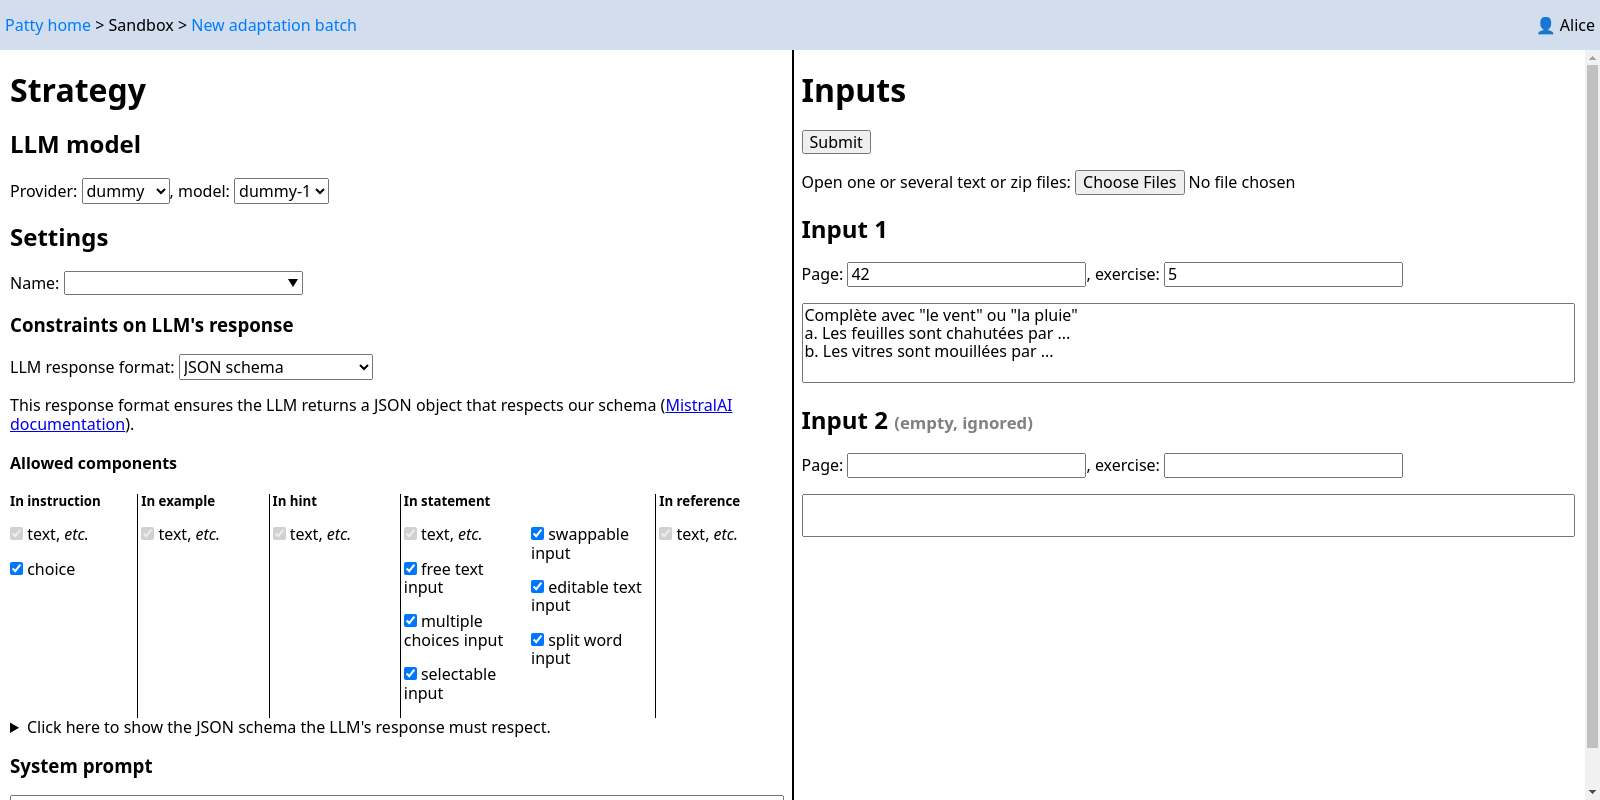 Patty home > Sandbox > New adaptation batch
👤 Alice
Strategy
LLM model
Provider: dummy, model: dummy-1
Settings
Name:
Constraints on LLM's response
LLM response format: JSON schema
This response format ensures the LLM returns a JSON object that respects our schema (MistralAI
documentation).
Allowed components
In instruction
text, etc.
choice
In example
text, etc.
In hint
text, etc.
In statement
text, etc.
free text
input
multiple
choices input
selectable
input
swappable
input
editable text
input
split word
input
In reference
text, etc.
Click here to show the JSON schema the LLM's response must respect.
System prompt
Inputs
Submit
Open one or several text or zip files: Choose Files No file chosen
Input 1
Page: 42, exercise: 5
Complète avec "le vent" ou "la pluie"
a. Les feuilles sont chahutées par ...
b. Les vitres sont mouillées par ...
Input 2 (empty, ignored)
Page: , exercise: